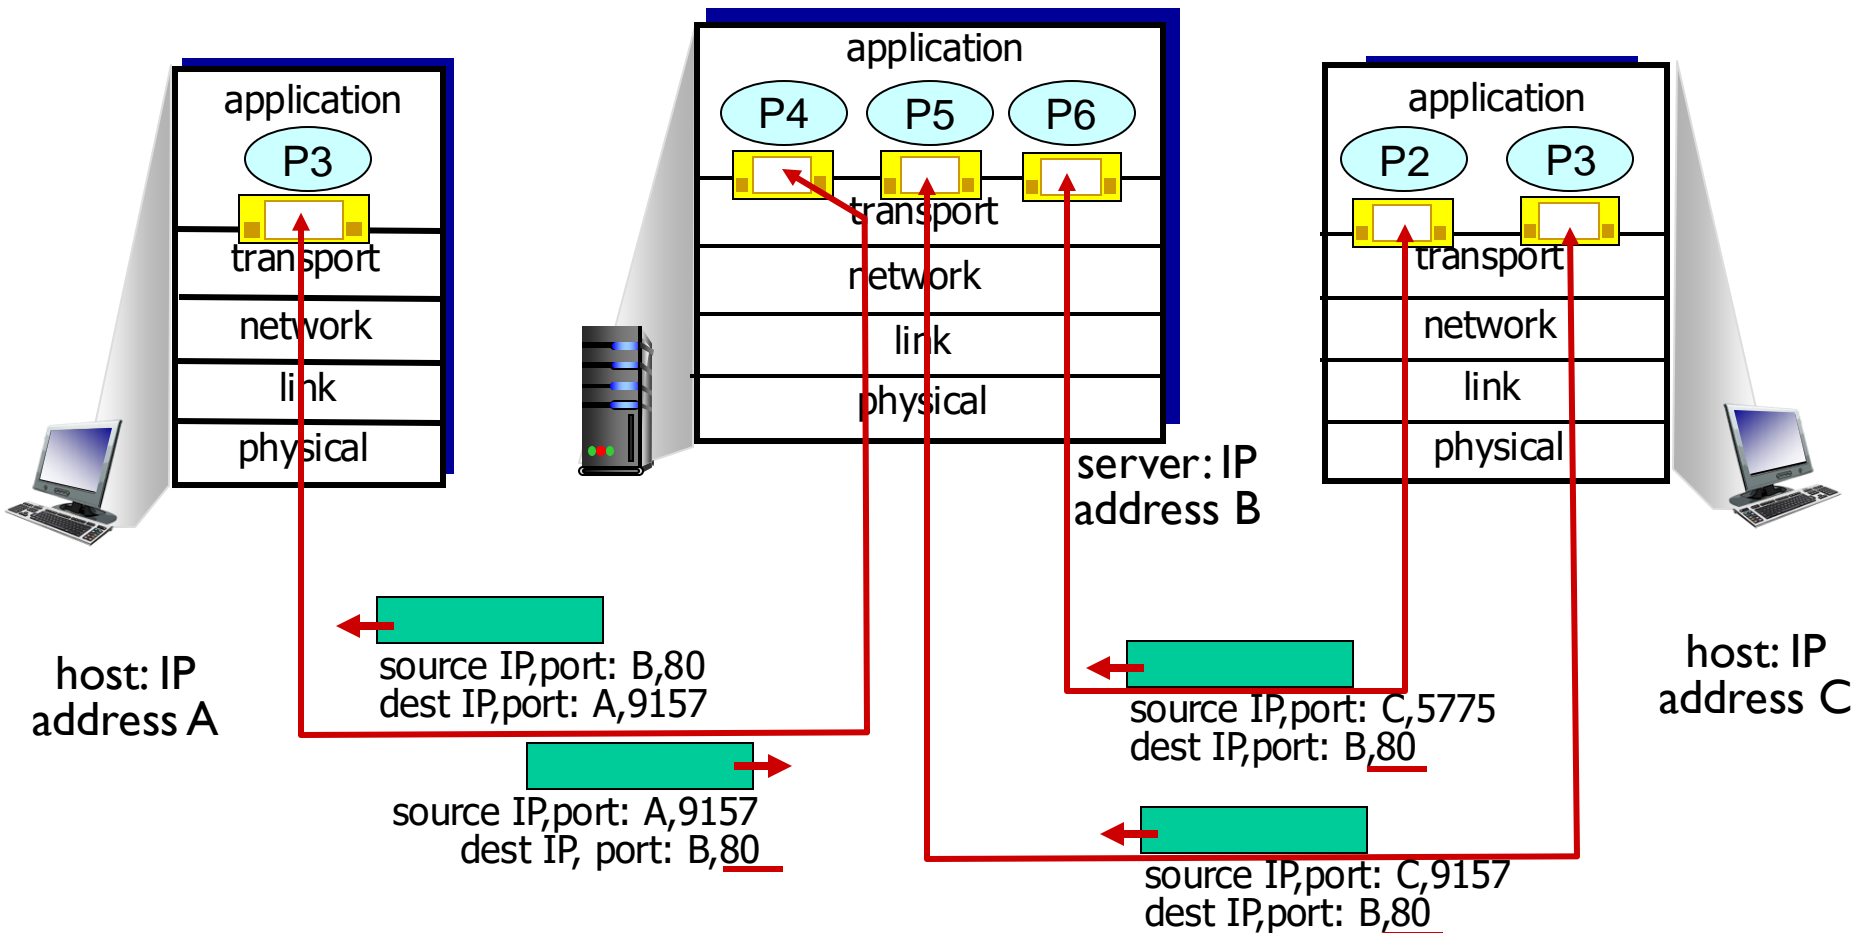 application
P3
transport
network
link
physical
host: IP
address A
application
P4 P5 P6
transport
network
link
physical
server: IP
address B
application
P2 P3
transport
network
link
physical
host: IP
address C
source IP,port: B,80
dest IP,port: A,9157
source IP,port: A,9157
dest IP, port: B,80
source IP,port: C,5775
dest IP,port: B,80
source IP,port: C,9157
dest IP,port: B,80